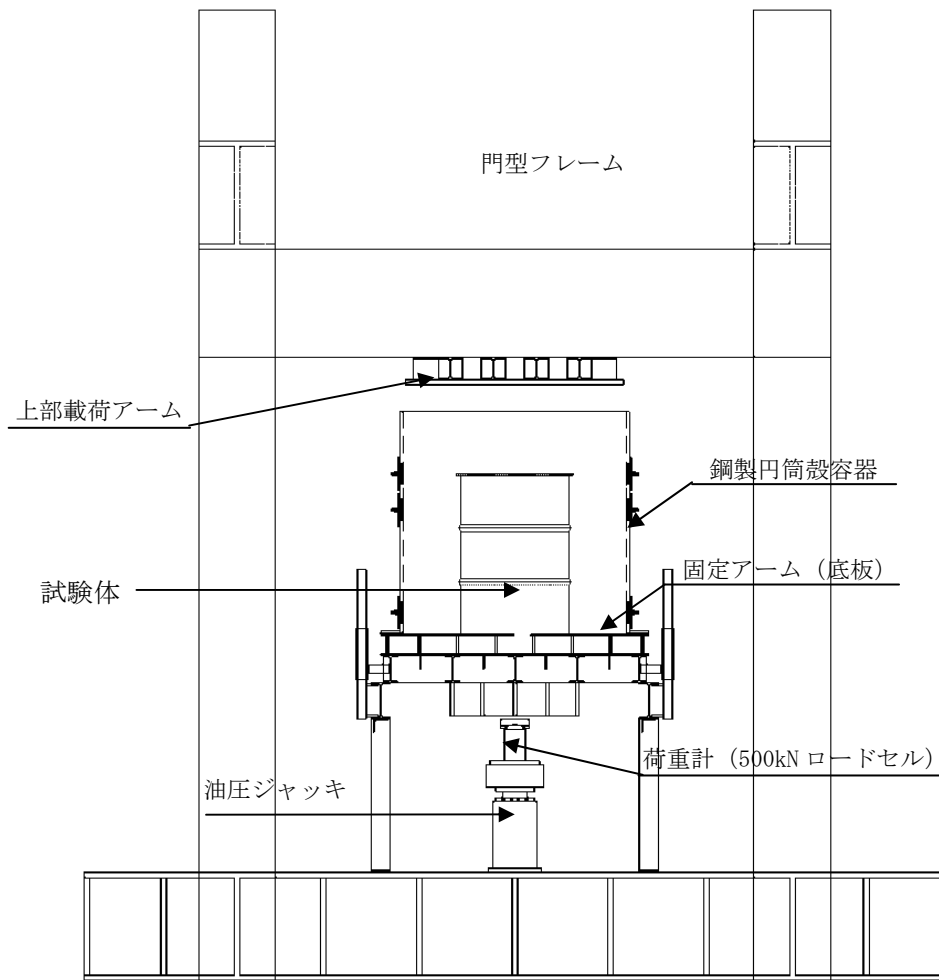 門型フレーム
上部載荷アーム
鋼製円筒殻容器
固定アーム（底板）
試験体
荷重計（500kN ロードセル）
油圧ジャッキ